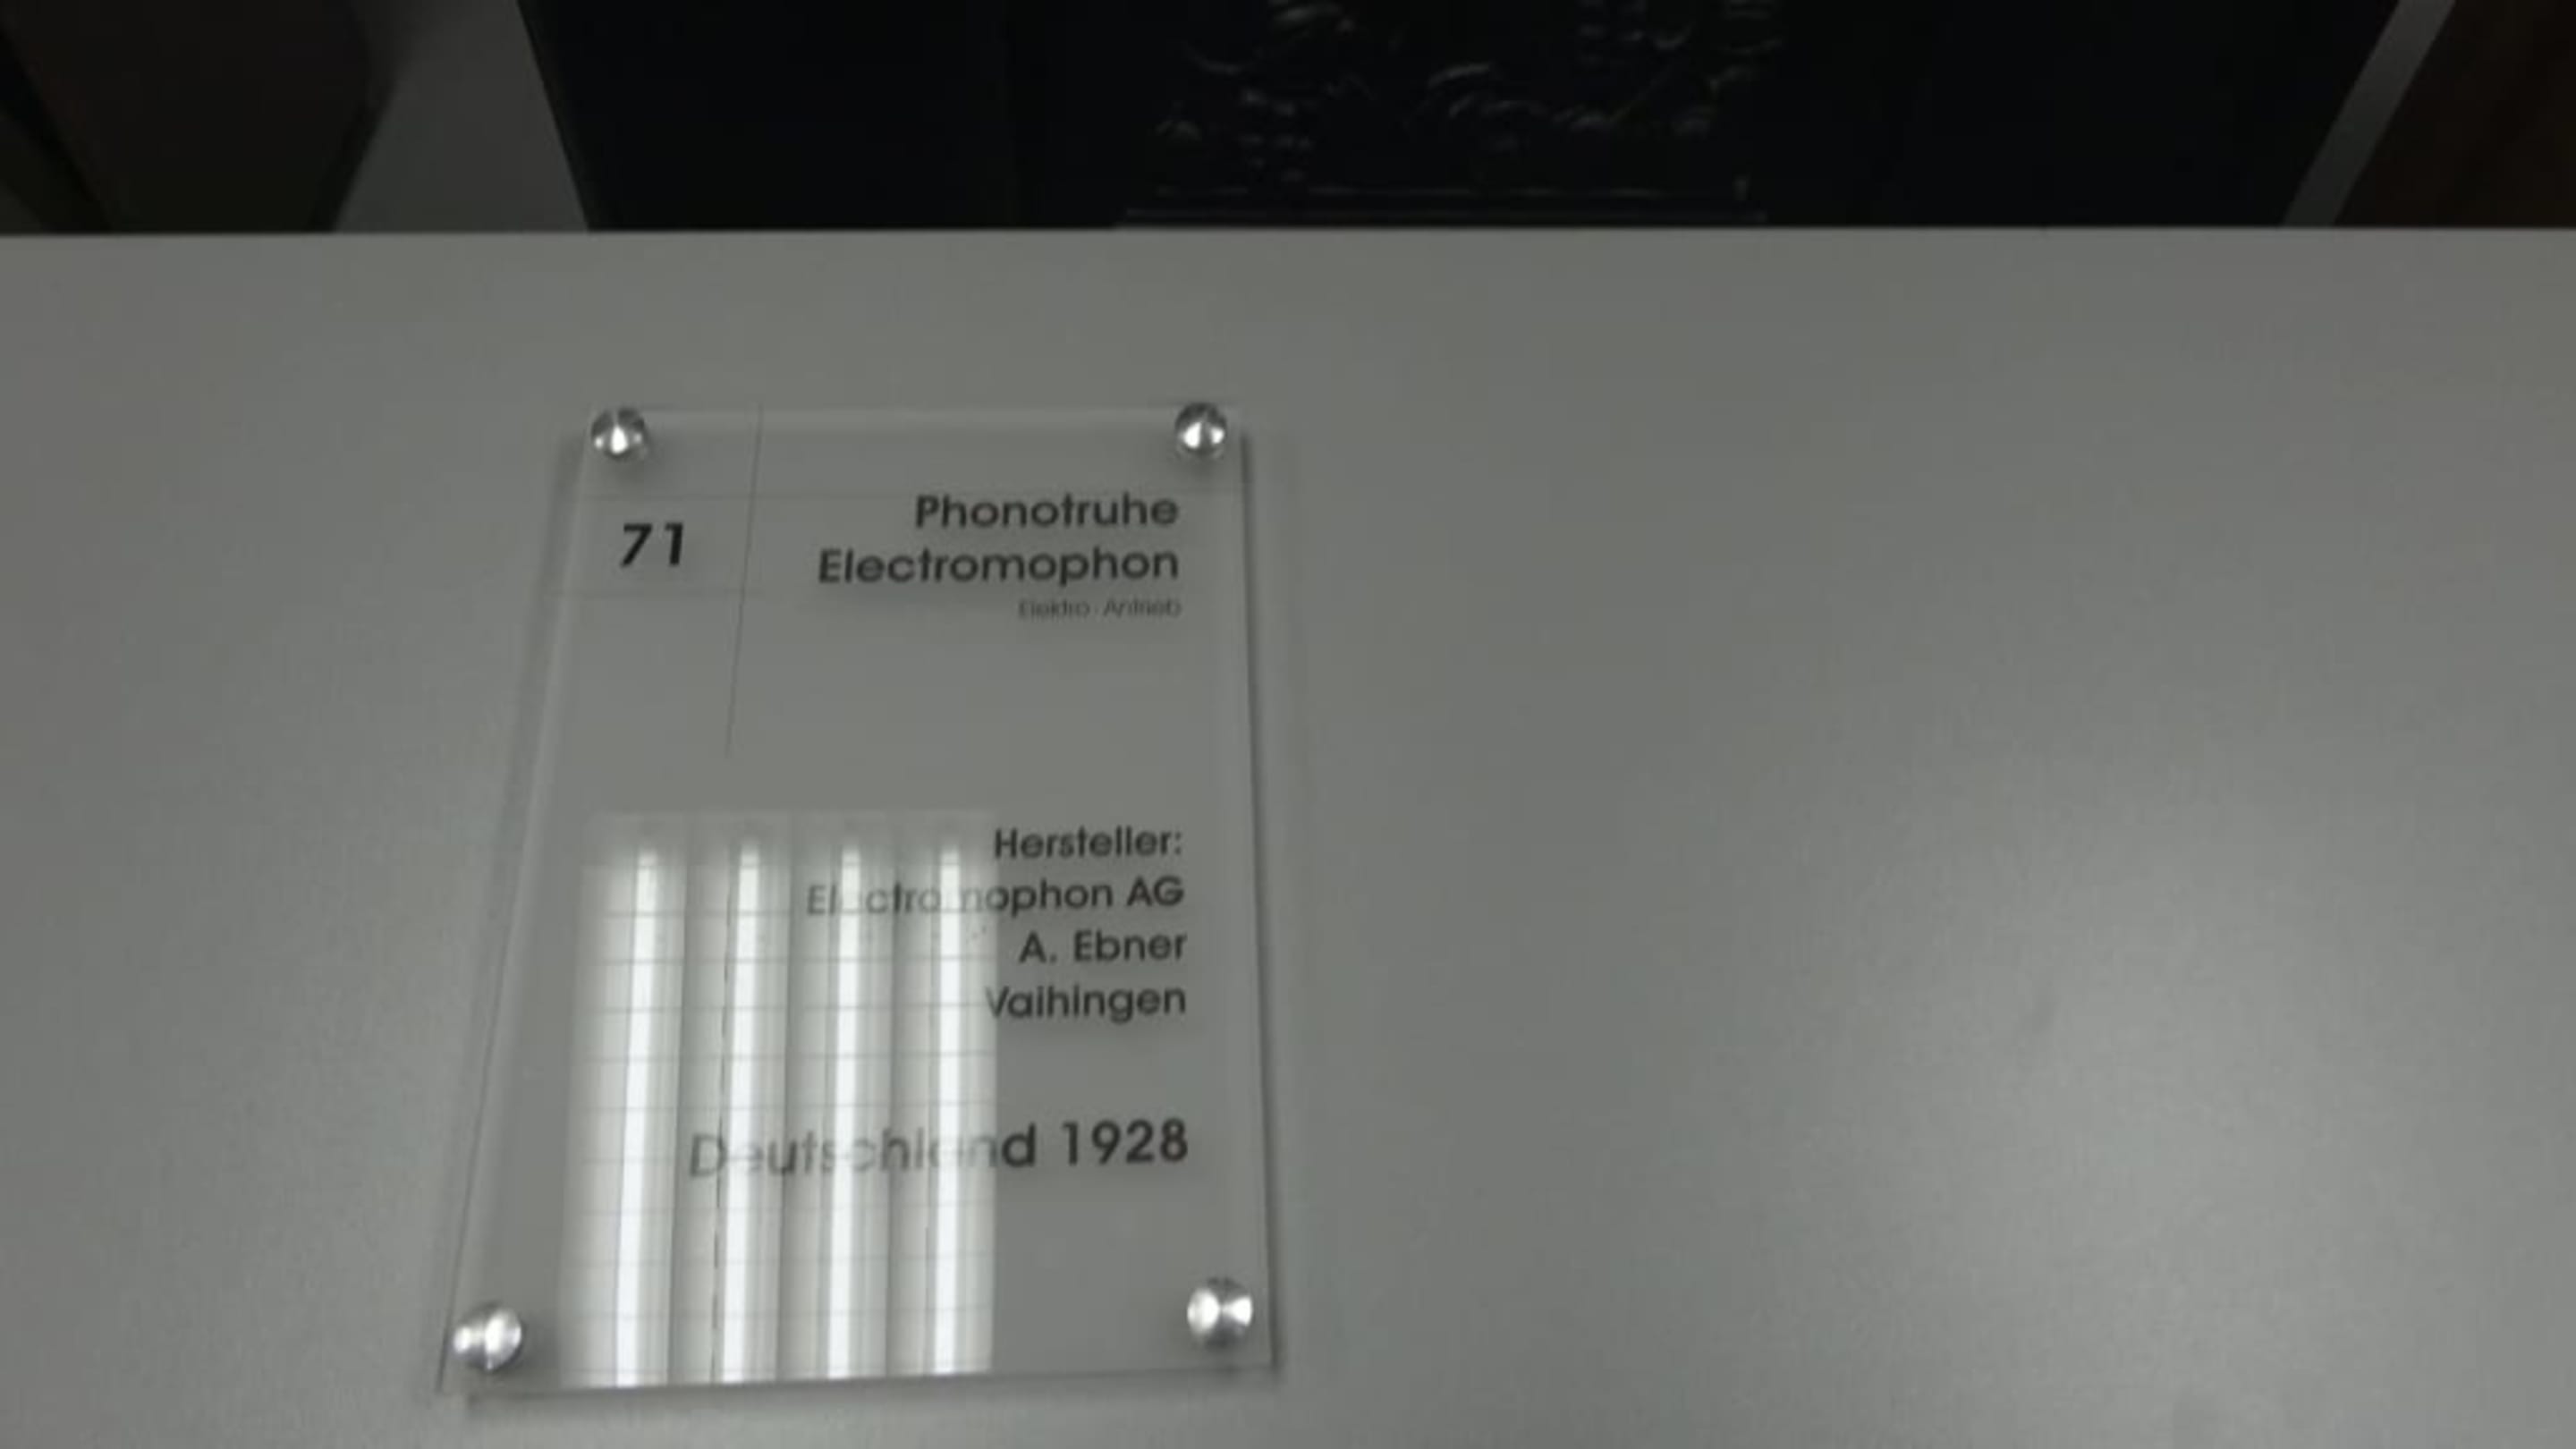 71
Phonotruhe
Electromophon
Elektro - Antrieb
Hersteller:
Electromophon AG
A. Ebner
Vaihingen
Deutschland 1928